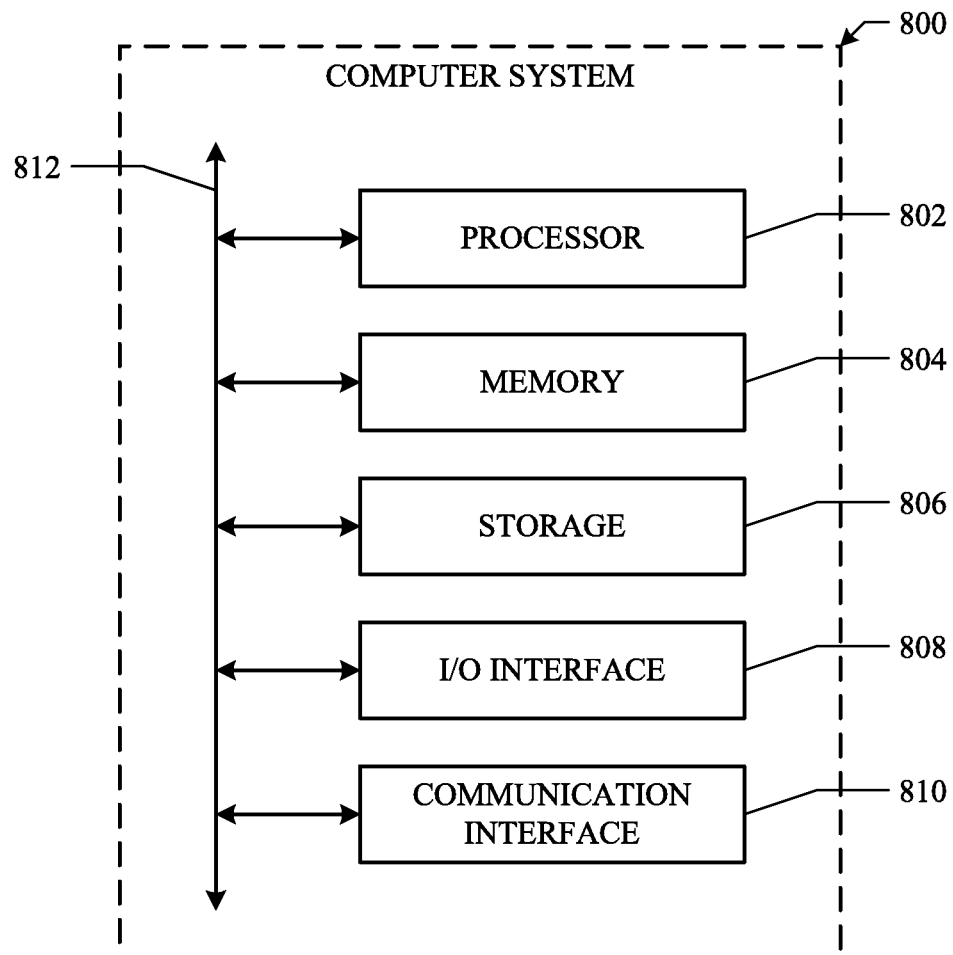 800
COMPUTER SYSTEM
812
PROCESSOR
802
MEMORY
804
STORAGE
806
I/O INTERFACE
808
COMMUNICATION
INTERFACE
810